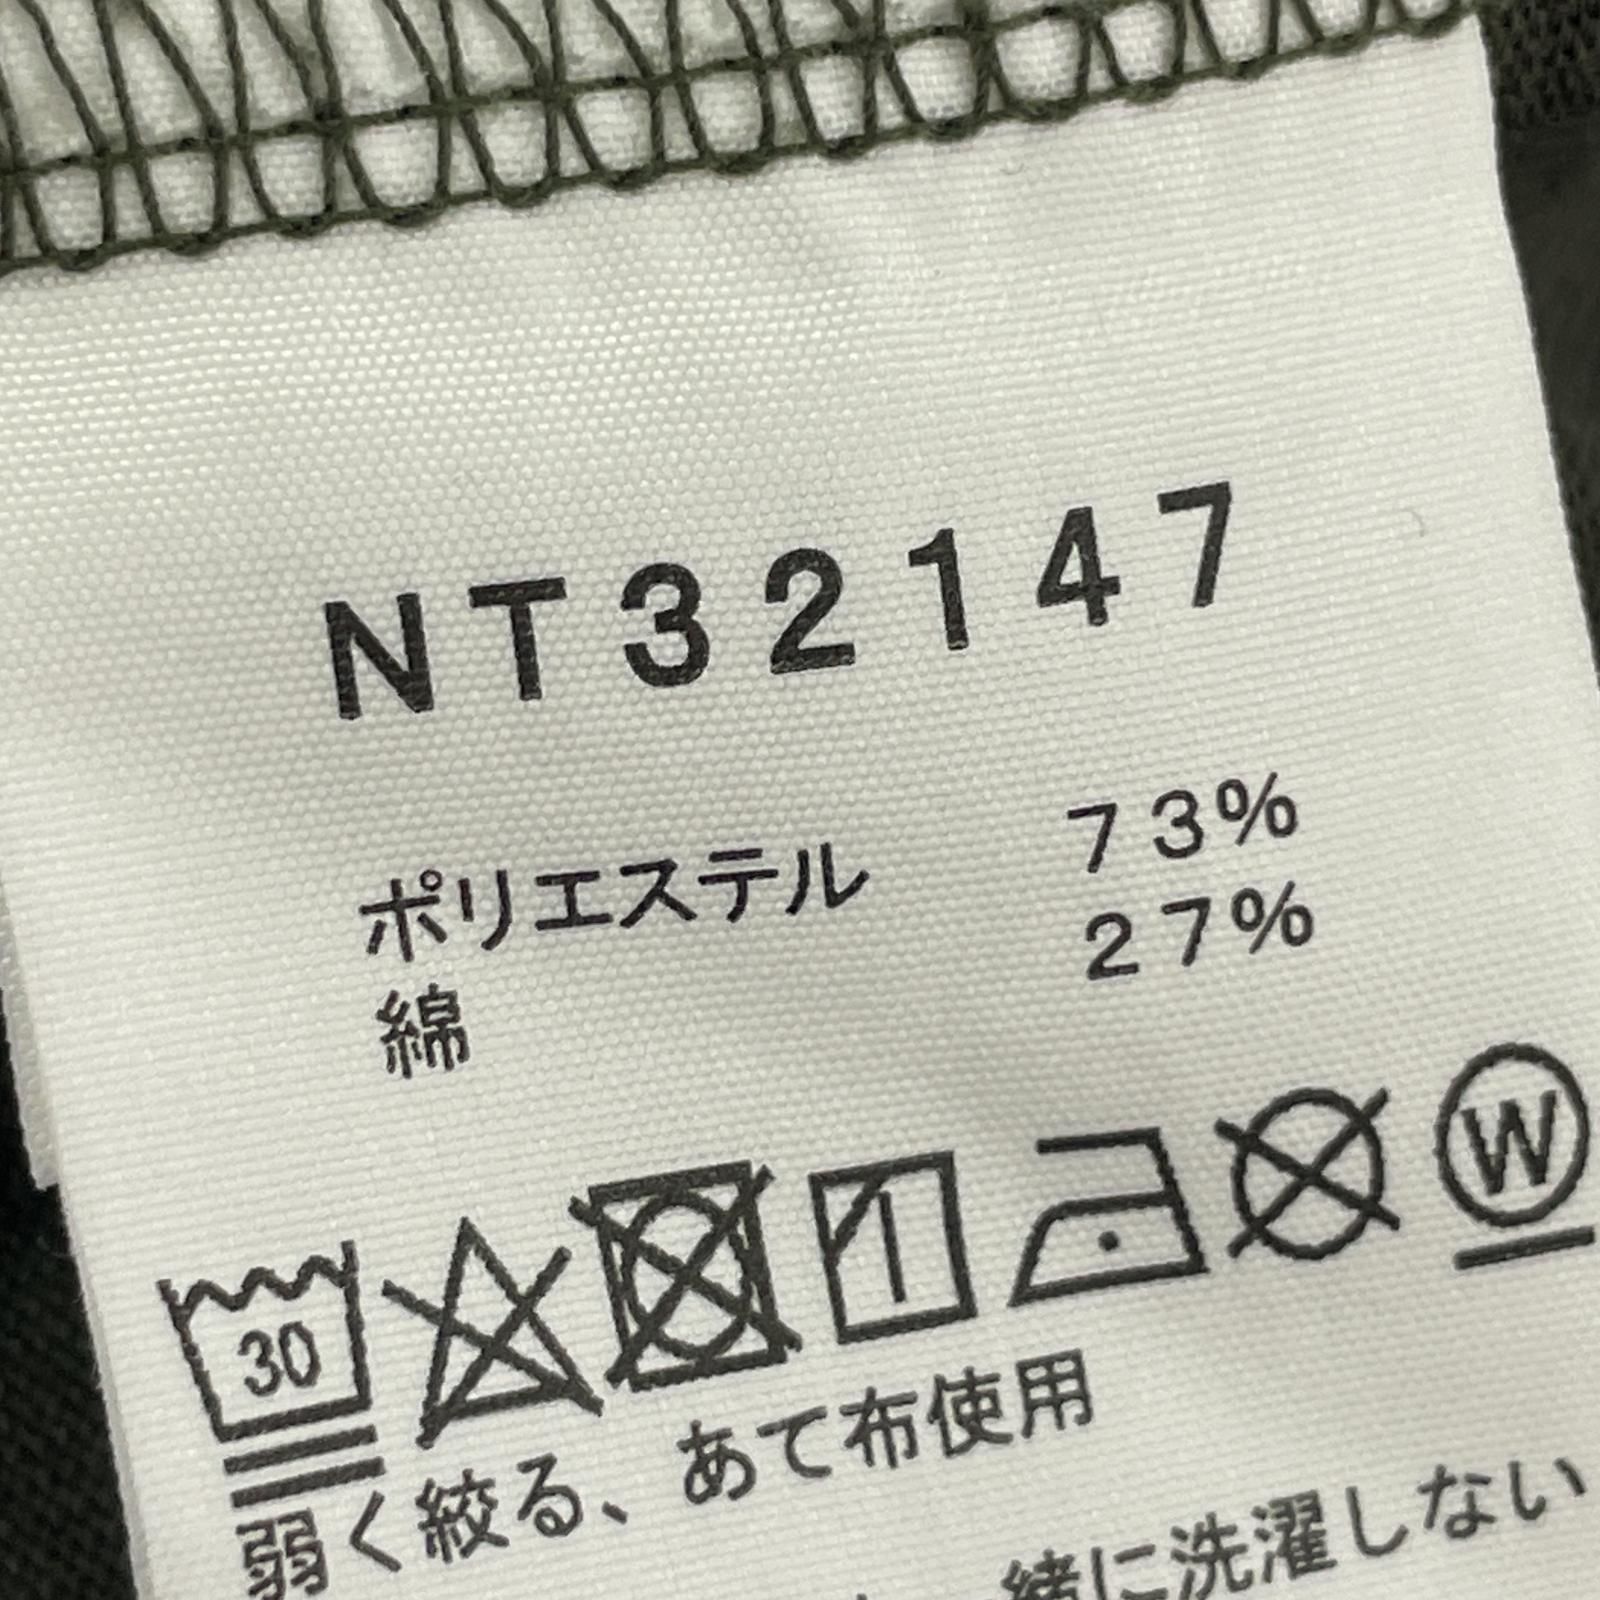 NT32147
ポリエステル 73%
綿 27%
30
W
弱く絞る、あて布使用
一緒に洗濯しない